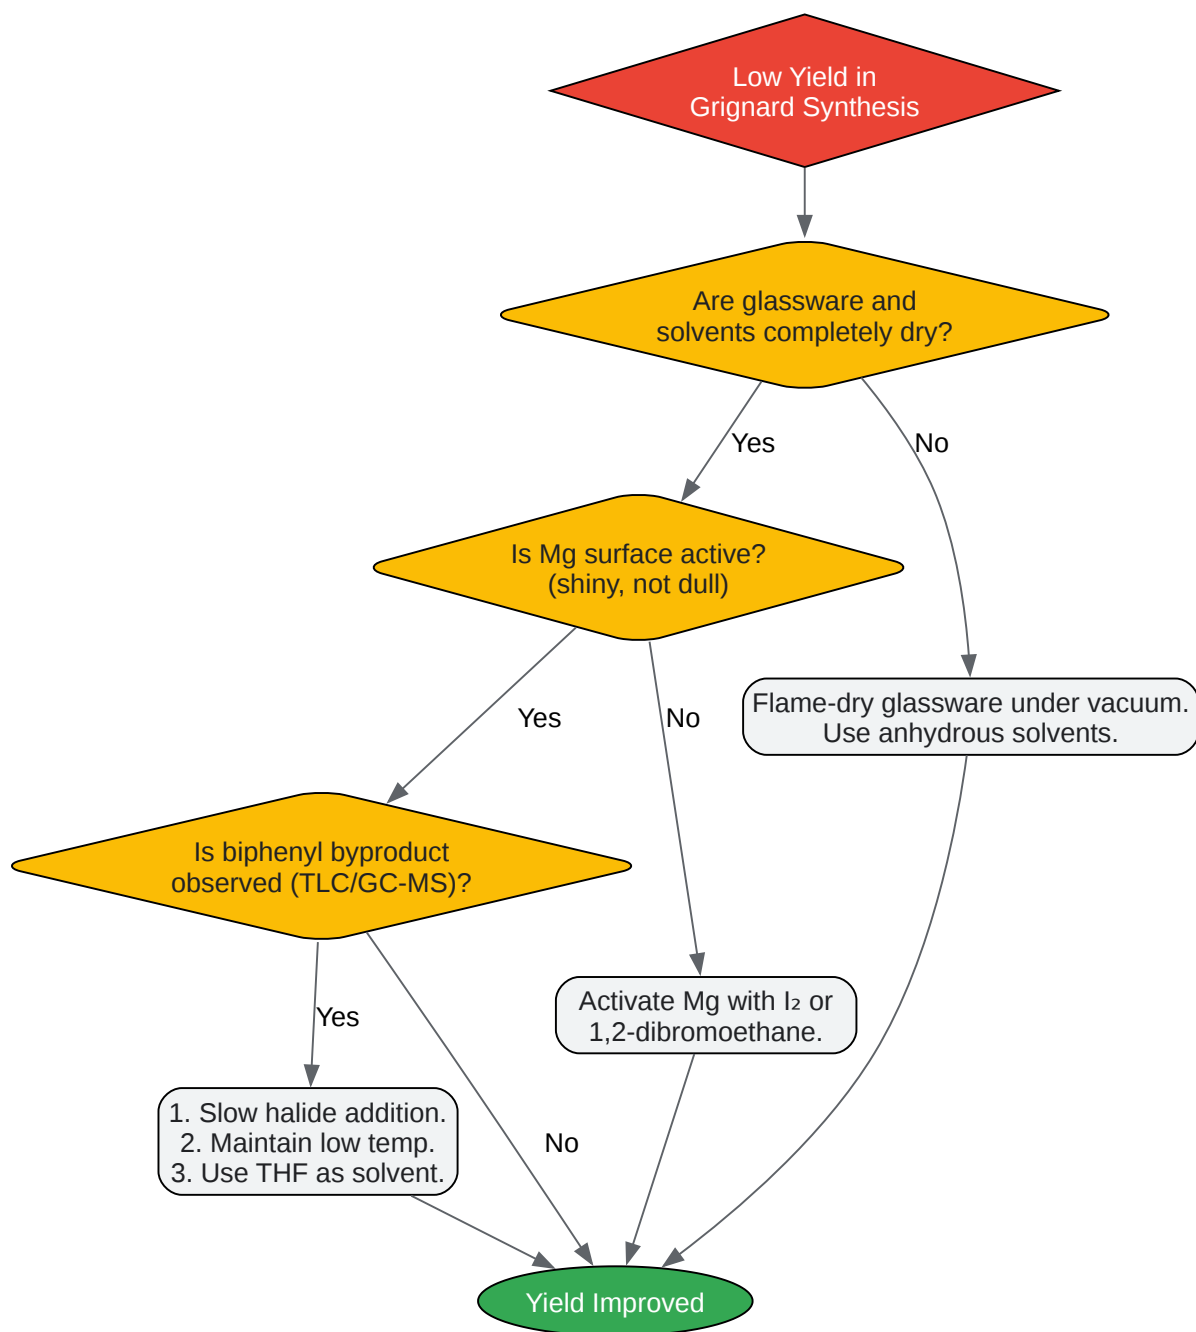 Low Yield in
Grignard Synthesis
Are glassware and
solvents completely dry?
Yes
No
Is Mg surface active?
(shiny, not dull)
Yes
No
Flame-dry glassware under vacuum.
Use anhydrous solvents.
Is biphenyl byproduct
observed (TLC/GC-MS)?
Yes
No
Activate Mg with I₂ or
1,2-dibromoethane.
1. Slow halide addition.
2. Maintain low temp.
3. Use THF as solvent.
Yield Improved